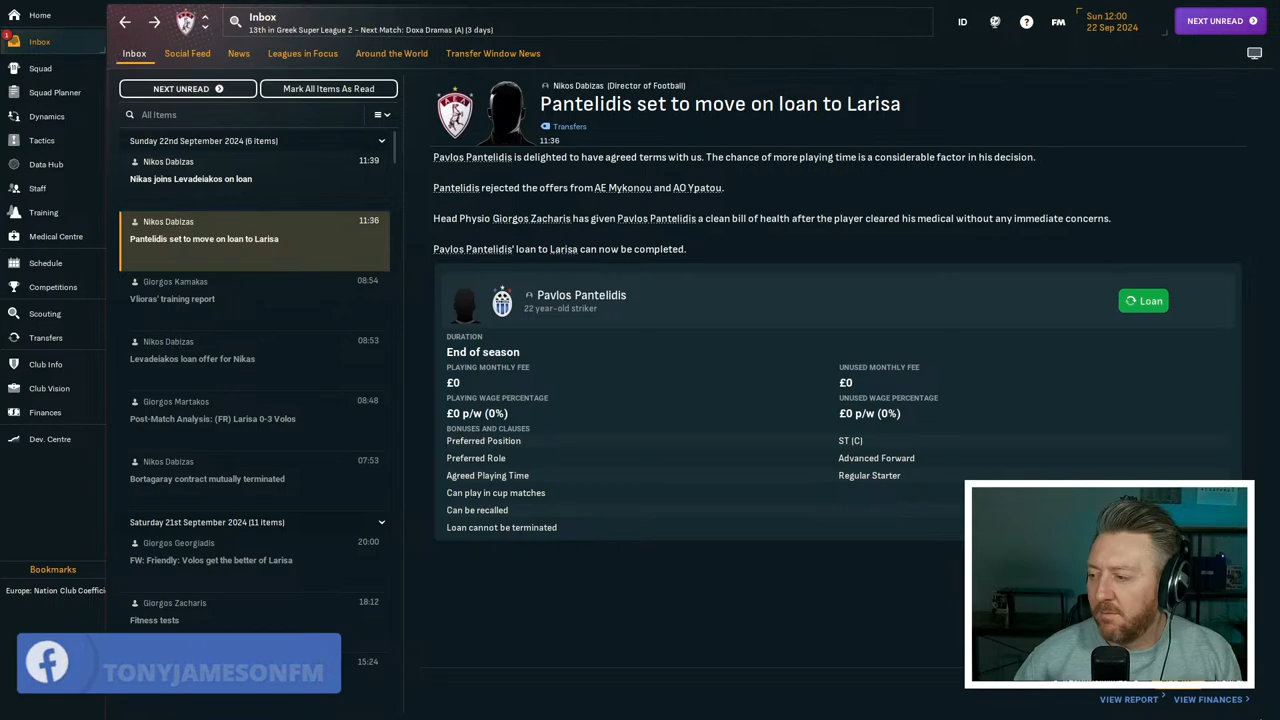 Home
Inbox
13th in Greek Super League 2 - Next Match: Doxa Dramas (A) (3 days)
ID
FM
Sun 12:00
22 Sep 2024
NEXT UNREAD
1
Inbox
Squad
Squad Planner
Dynamics
Tactics
Data Hub
Staff
Training
Medical Centre
Schedule
Competitions
Scouting
Transfers
Club Info
Club Vision
Finances
Dev. Centre
Bookmarks
Europe: Nation Club Coeffici
Inbox
Social Feed
News
Leagues in Focus
Around the World
Transfer Window News
NEXT UNREAD
Mark All Items As Read
All Items
Sunday 22nd September 2024 (6 items)
Nikos Dabizas 11:39
Nikas joins Levadeiakos on loan
Nikos Dabizas 11:36
Pantelidis set to move on loan to Larisa
Giorgos Kamakas 08:54
Vlioras' training report
Nikos Dabizas 08:53
Levadeiakos loan offer for Nikas
Giorgos Martakos 08:48
Post-Match Analysis: (FR) Larisa 0-3 Volos
Nikos Dabizas 07:53
Bortagaray contract mutually terminated
Saturday 21st September 2024 (11 items)
Giorgos Georgiadis 20:00
FW: Friendly: Volos get the better of Larisa
Giorgos Zacharis 18:12
Fitness tests
15:24
TONYJAMESONFM
Nikos Dabizas (Director of Football)
Pantelidis set to move on loan to Larisa
Transfers
11:36
Pavlos Pantelidis is delighted to have agreed terms with us. The chance of more playing time is a considerable factor in his decision.
Pantelidis rejected the offers from AE Mykonou and AO Ypatou.
Head Physio Giorgos Zacharis has given Pavlos Pantelidis a clean bill of health after the player cleared his medical without any immediate concerns.
Pavlos Pantelidis' loan to Larisa can now be completed.
Pavlos Pantelidis
22 year-old striker
Loan
DURATION
End of season
PLAYING MONTHLY FEE UNUSED MONTHLY FEE
£0 £0
PLAYING WAGE PERCENTAGE UNUSED WAGE PERCENTAGE
£0 p/w (0%) £0 p/w (0%)
BONUSES AND CLAUSES
Preferred Position ST (C)
Preferred Role Advanced Forward
Agreed Playing Time Regular Starter
Can play in cup matches
Can be recalled
Loan cannot be terminated
VIEW REPORT VIEW FINANCES